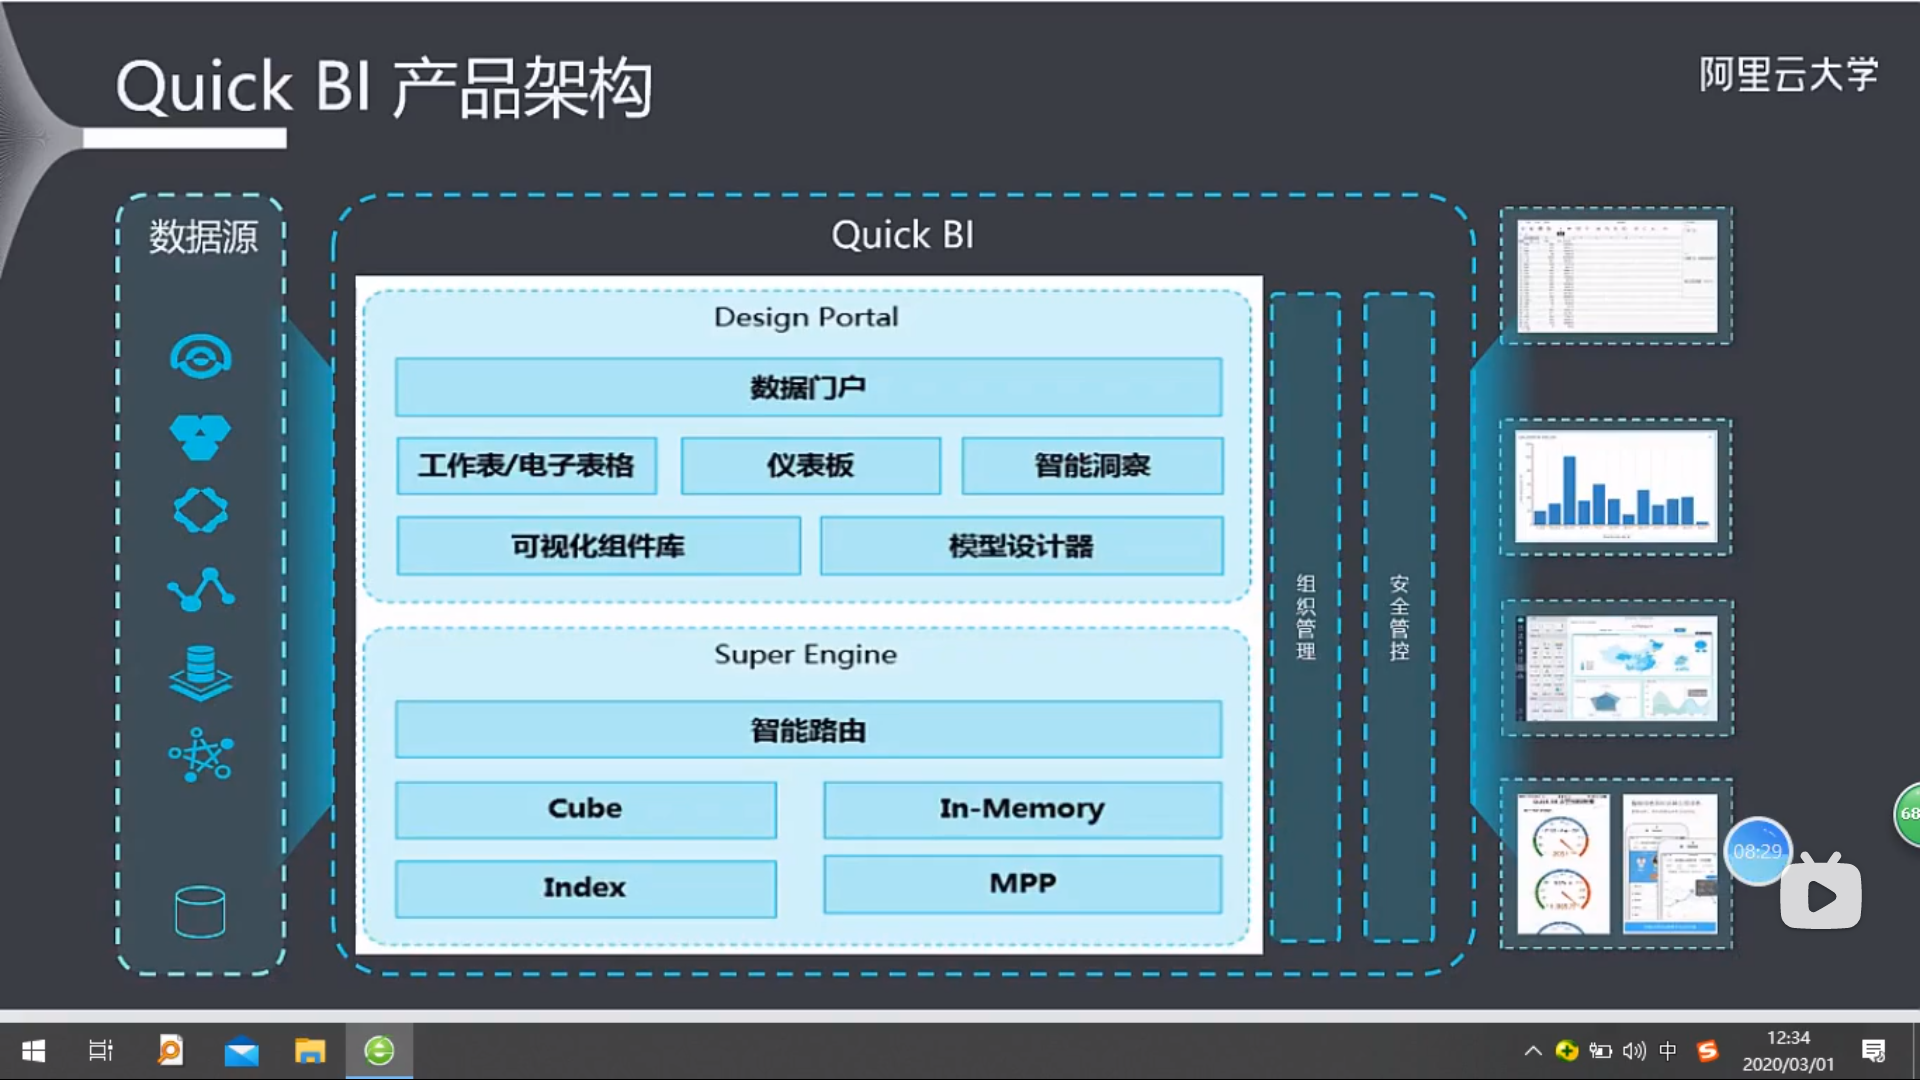 Quick BI 产品架构
阿里云大学
数据源
Quick BI
Design Portal
数据门户
工作表/电子表格
仪表板
智能洞察
可视化组件库
模型设计器
Super Engine
智能路由
Cube
In-Memory
Index
MPP
组织管理
安全管控
08:29
68
中
12:34
2020/03/01